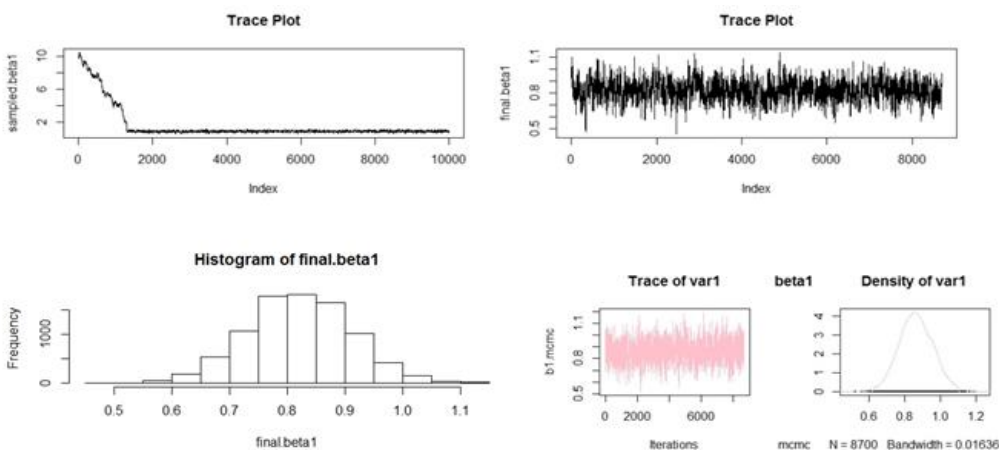 Trace Plot
sampled.beta1
10
6
2
0 2000 4000 6000 8000 10000
Index
Trace Plot
final.beta1
1.1
0.8
0.5
0 2000 4000 6000 8000
Index
Histogram of final.beta1
Frequency
1000
0
0.5 0.6 0.7 0.8 0.9 1.0 1.1
final.beta1
Trace of var1
b1.mcmc
1.1
0.8
0.5
0 2000 6000
Iterations
beta1
mcmc
Density of var1
4
3
2
1
0
0.6 0.8 1.0 1.2
N = 8700 Bandwidth = 0.01636